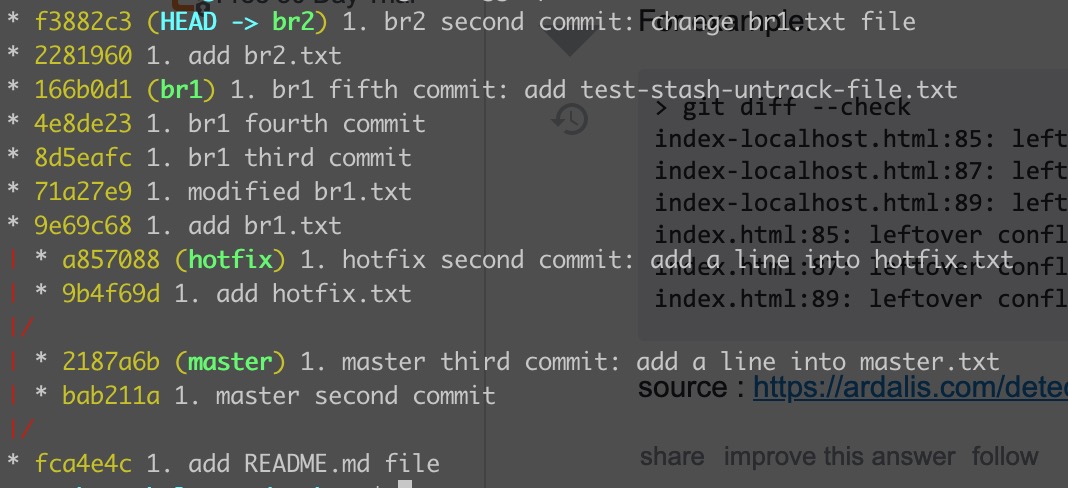 * f3882c3 (HEAD -> br2) 1. br2 second commit: change br1.txt file
* 2281960 1. add br2.txt
* 166b0d1 (br1) 1. br1 fifth commit: add test-stash-untrack-file.txt
* 4e8de23 1. br1 fourth commit
* 8d5eafc 1. br1 third commit
* 71a27e9 1. modified br1.txt
* 9e69c68 1. add br1.txt
| * a857088 (hotfix) 1. hotfix second commit: add a line into hotfix.txt
| * 9b4f69d 1. add hotfix.txt
|/
| * 2187a6b (master) 1. master third commit: add a line into master.txt
| * bab211a 1. master second commit
|/
* fca4e4c 1. add README.md file
For example:
> git diff --check
index-localhost.html:85: left
index-localhost.html:87: left
index-localhost.html:89: left
index.html:85: leftover confl
index.html:87: leftover confl
index.html:89: leftover confl
source : https://ardalis.com/detec
share improve this answer follow